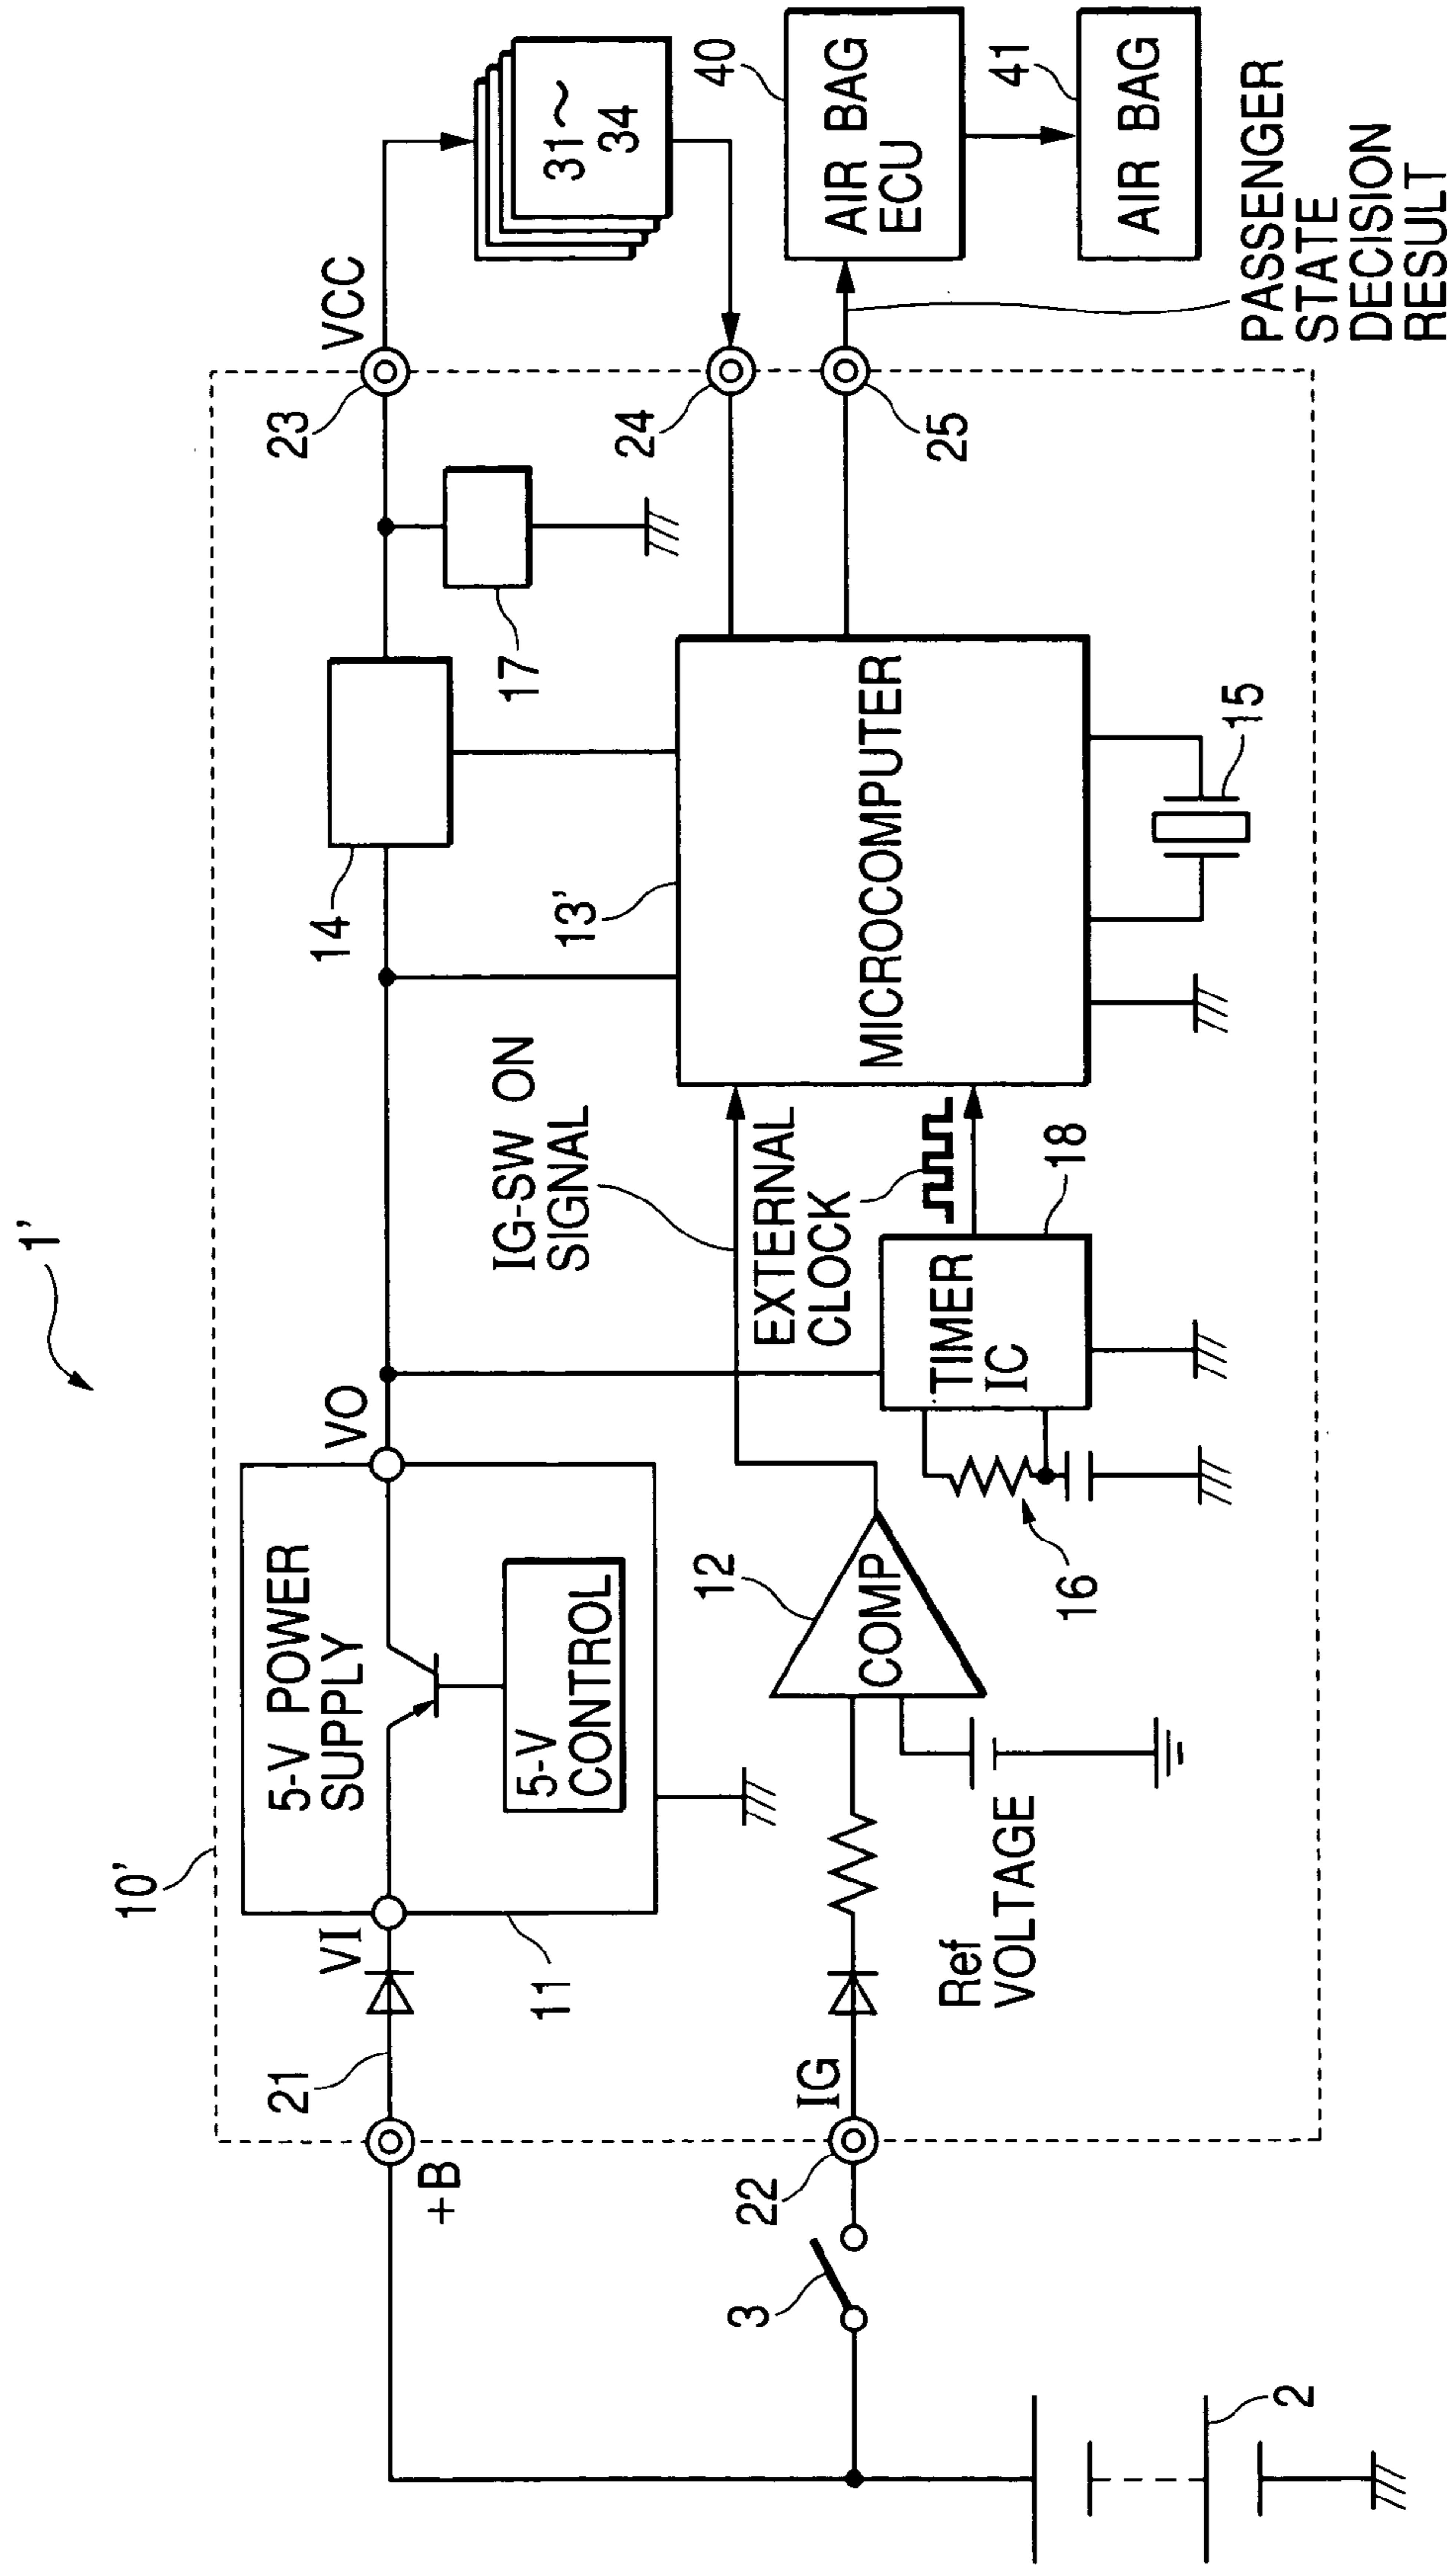 1'
10'
5-V POWER
SUPPLY
5-V
CONTROL
VI
VO
11
21
+B
14
17
23
VCC
31~
34
24
25
40
AIR BAG
ECU
41
AIR BAG
PASSENGER
STATE
DECISION
RESULT
IG-SW ON
SIGNAL
13'
MICROCOMPUTER
15
EXTERNAL
CLOCK
TIMER
IC
18
16
12
COMP
Ref
VOLTAGE
IG
22
3
2